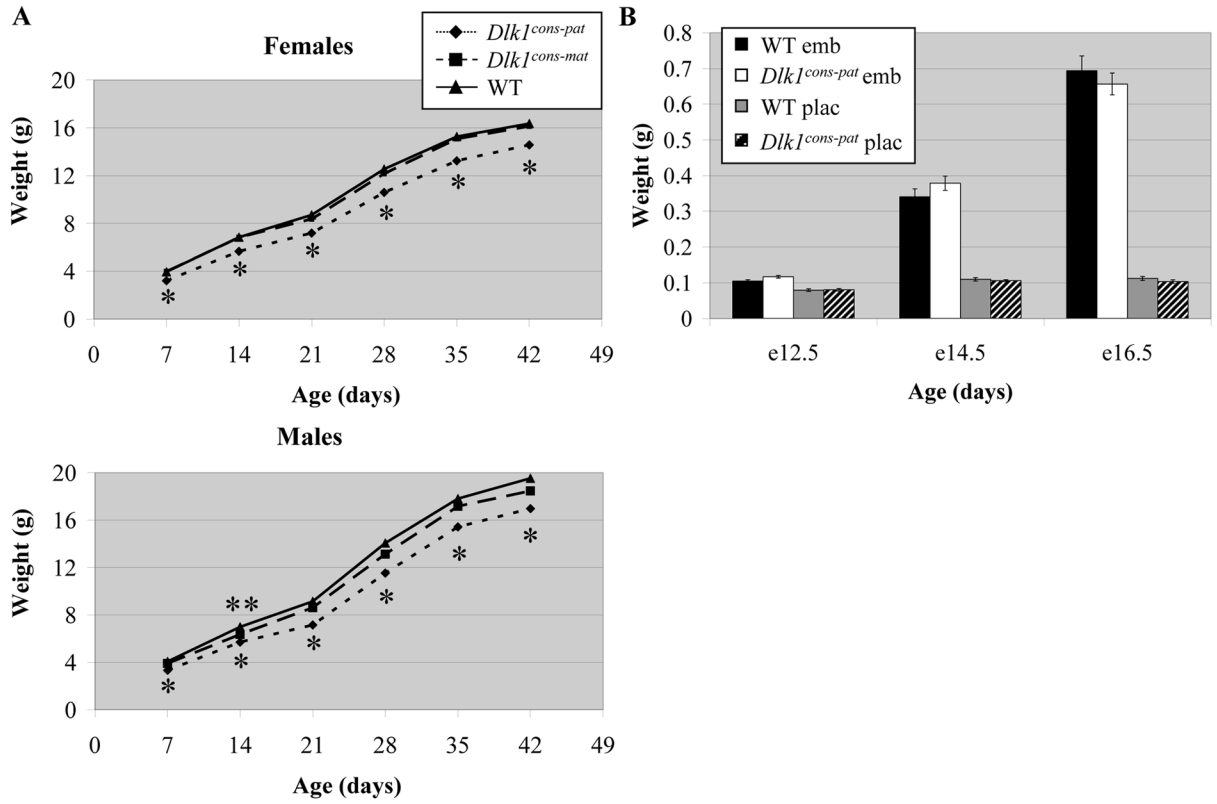 A
Females
Dlk1cons-pat
Dlk1cons-mat
WT
20
16
12
8
4
0
Weight (g)
*
*
*
*
*
*
0 7 14 21 28 35 42 49
Age (days)
Males
20
16
12
8
4
0
Weight (g)
**
*
*
*
*
*
*
0 7 14 21 28 35 42 49
Age (days)
B
WT emb
Dlk1cons-pat emb
WT plac
Dlk1cons-pat plac
0.8
0.7
0.6
0.5
0.4
0.3
0.2
0.1
0
Weight (g)
e12.5 e14.5 e16.5
Age (days)